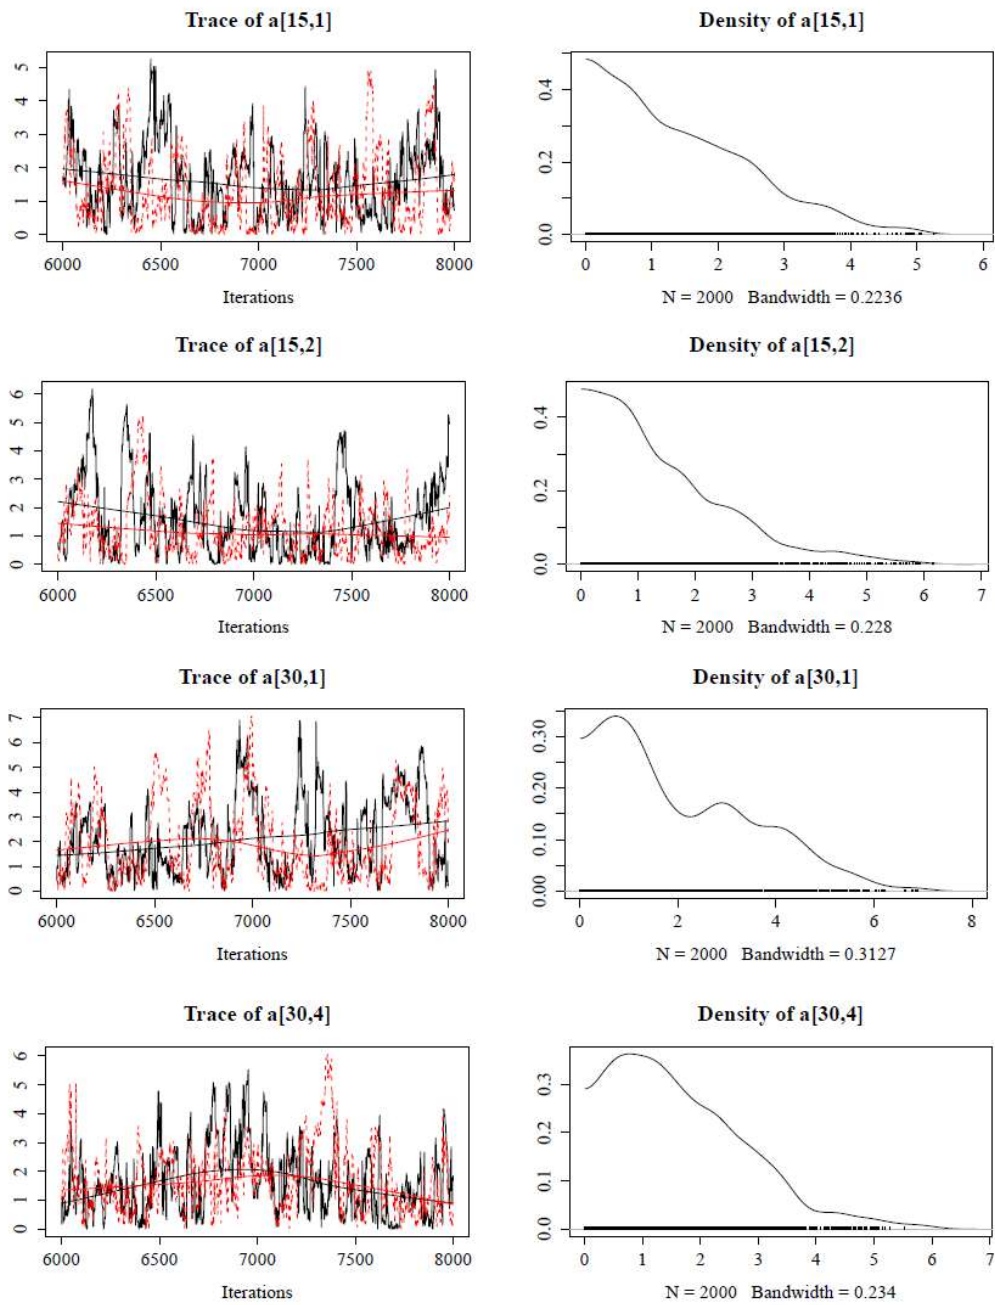 Trace of a[15,1]
Density of a[15,1]
5
4
3
2
1
0
6000 6500 7000 7500 8000
Iterations
0.4
0.2
0.0
0 1 2 3 4 5 6
N = 2000 Bandwidth = 0.2236
Trace of a[15,2]
Density of a[15,2]
6
5
4
3
2
1
0
6000 6500 7000 7500 8000
Iterations
0.4
0.2
0.0
0 1 2 3 4 5 6 7
N = 2000 Bandwidth = 0.228
Trace of a[30,1]
Density of a[30,1]
7
6
5
4
3
2
1
0
6000 6500 7000 7500 8000
Iterations
0.30
0.20
0.10
0.00
0 2 4 6 8
N = 2000 Bandwidth = 0.3127
Trace of a[30,4]
Density of a[30,4]
6
5
4
3
2
1
0
6000 6500 7000 7500 8000
Iterations
0.3
0.2
0.1
0.0
0 1 2 3 4 5 6 7
N = 2000 Bandwidth = 0.234